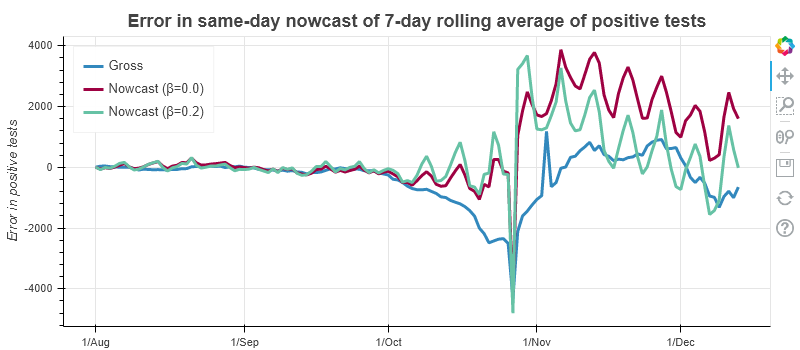 Error in same-day nowcast of 7-day rolling average of positive tests
Gross
Nowcast (β=0.0)
Nowcast (β=0.2)
Error in positive tests
4000
2000
0
-2000
-4000
1/Aug
1/Sep
1/Oct
1/Nov
1/Dec